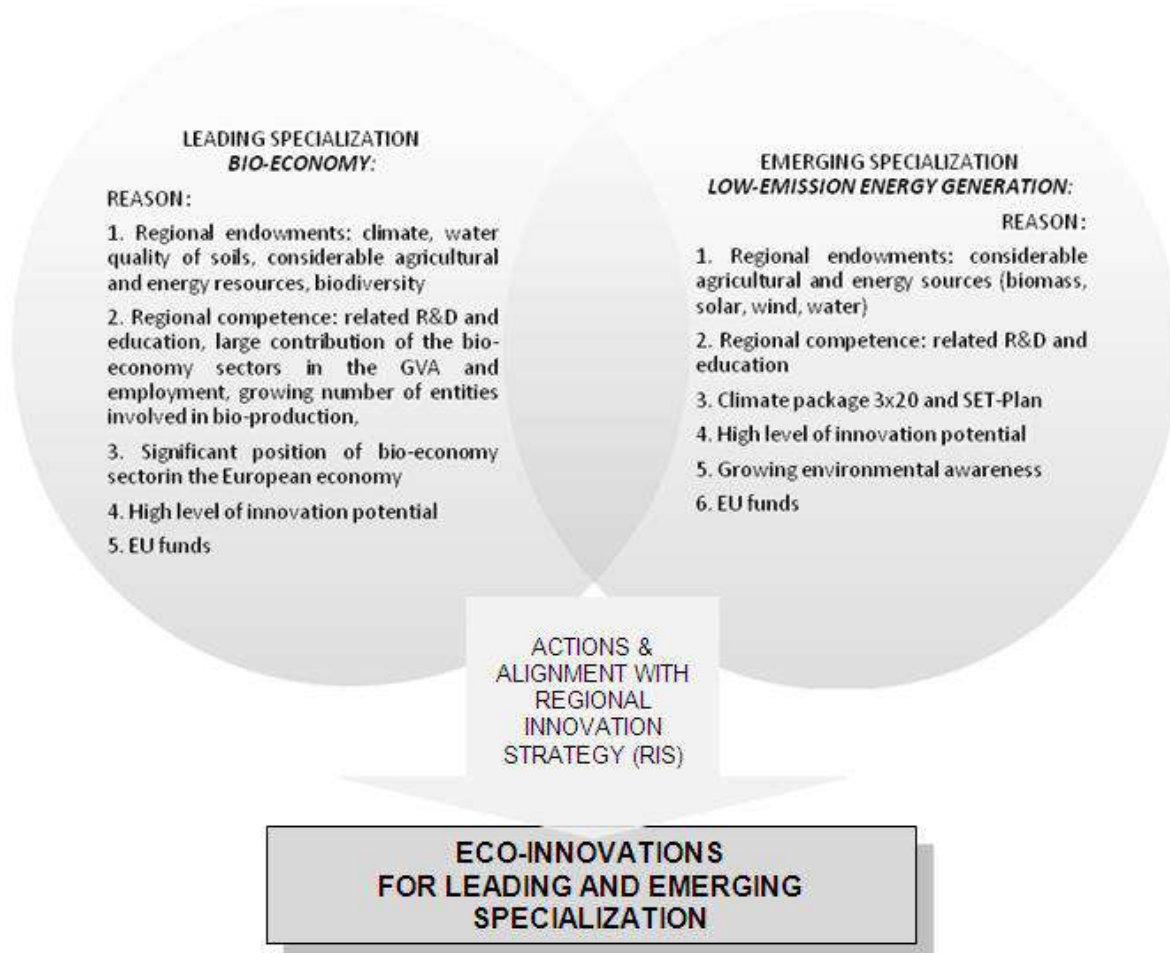 LEADING SPECIALIZATION
BIO-ECONOMY:
REASON:
1. Regional endowments: climate, water
quality of soils, considerable agricultural
and energy resources, biodiversity
2. Regional competence: related R&D and
education, large contribution of the bio-
economy sectors in the GVA and
employment, growing number of entities
involved in bio-production,
3. Significant position of bio-economy
sectorin the European economy
4. High level of innovation potential
5. EU funds
EMERGING SPECIALIZATION
LOW-EMISSION ENERGY GENERATION:
REASON:
1. Regional endowments: considerable
agricultural and energy sources (biomass,
solar, wind, water)
2. Regional competence: related R&D and
education
3. Climate package 3x20 and SET-Plan
4. High level of innovation potential
5. Growing environmental awareness
6. EU funds
ACTIONS &
ALIGNMENT WITH
REGIONAL
INNOVATION
STRATEGY (RIS)
ECO-INNOVATIONS
FOR LEADING AND EMERGING
SPECIALIZATION